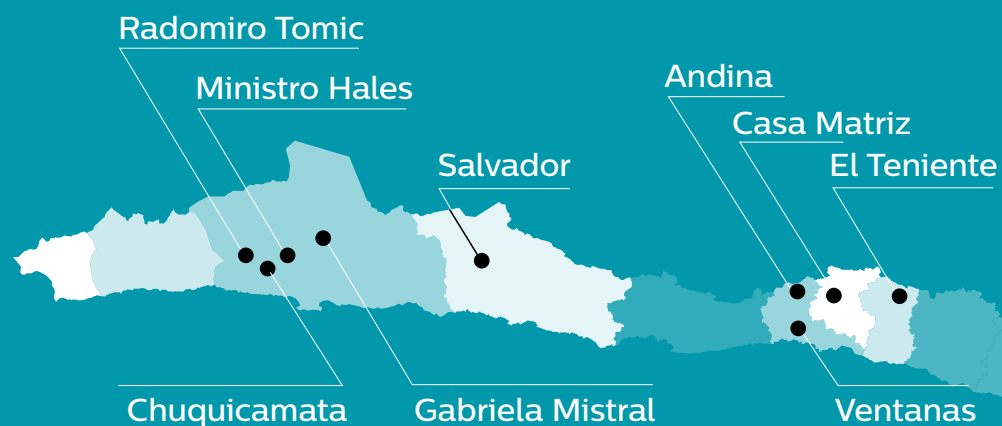 Radomiro Tomic
Ministro Hales
Andina
Casa Matriz
Salvador
El Teniente
Chuquicamata
Gabriela Mistral
Ventanas